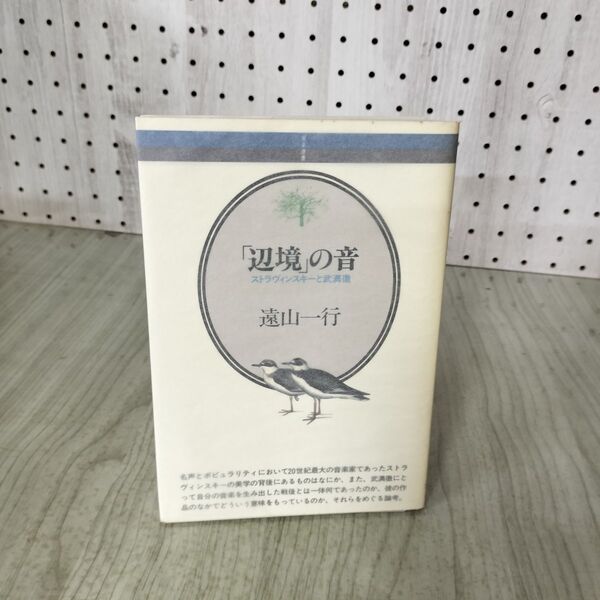 「辺境」の音
ストラヴィンスキーと武満徹
遠山一行
名声とポピュラリティにおいて20世紀最大の音楽家であったストラ
ヴィンスキーの美学の背後にあるものはなにか、また、武満徹にと
って自分の音楽を生み出した戦後とは一体何であったのか、彼の作
品のなかでどういう意味をもっているのか、それらをめぐる論考。